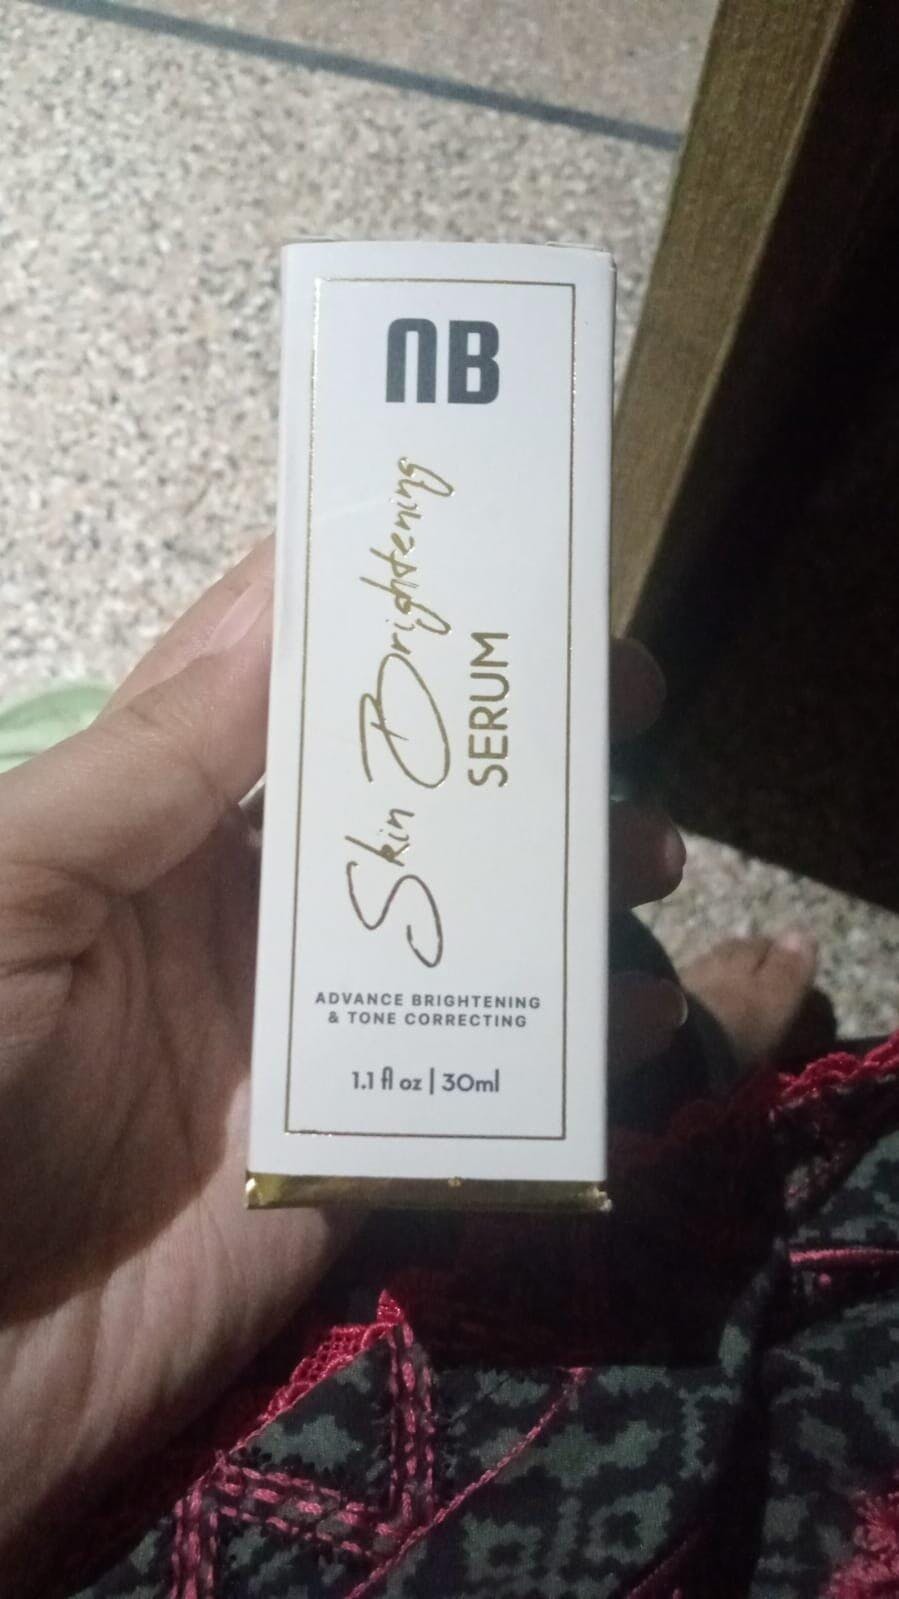 NB
Skin Brightening
SERUM
ADVANCE BRIGHTENING
& TONE CORRECTING
1.1 fl oz | 30ml